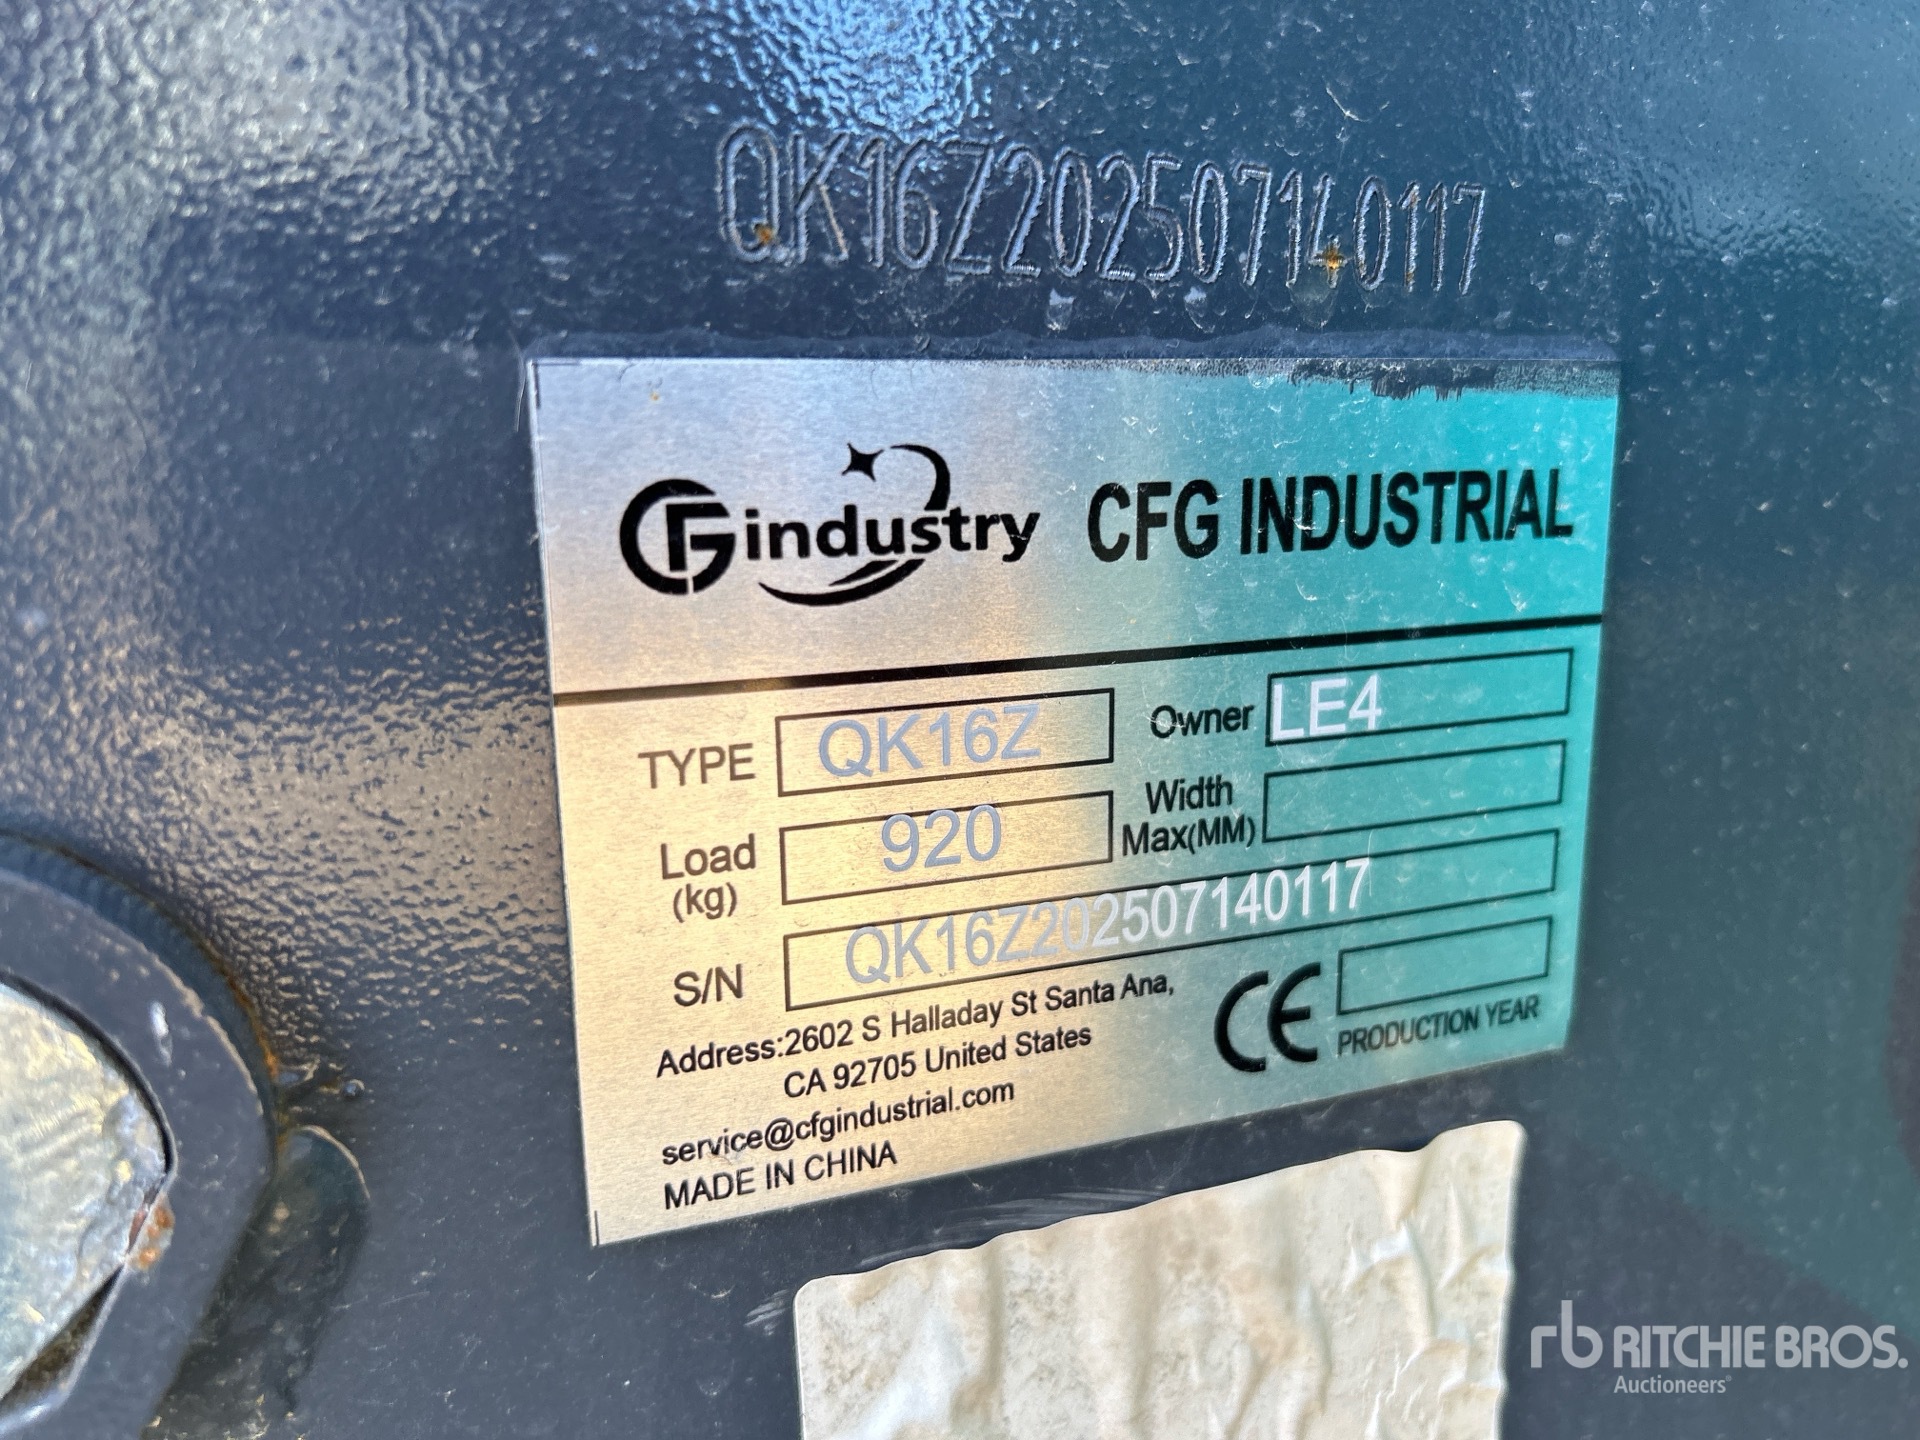 QK16Z202507140117
CFGindustry CFG INDUSTRIAL
TYPE QK16Z Owner LE4
Load (kg) 920 Width Max(MM)
S/N QK16Z202507140117
Address:2602 S Halladay St Santa Ana,
CA 92705 United States
service@cfgindustrial.com
MADE IN CHINA
CE PRODUCTION YEAR
rb RITCHIE BROS.
Auctioneers